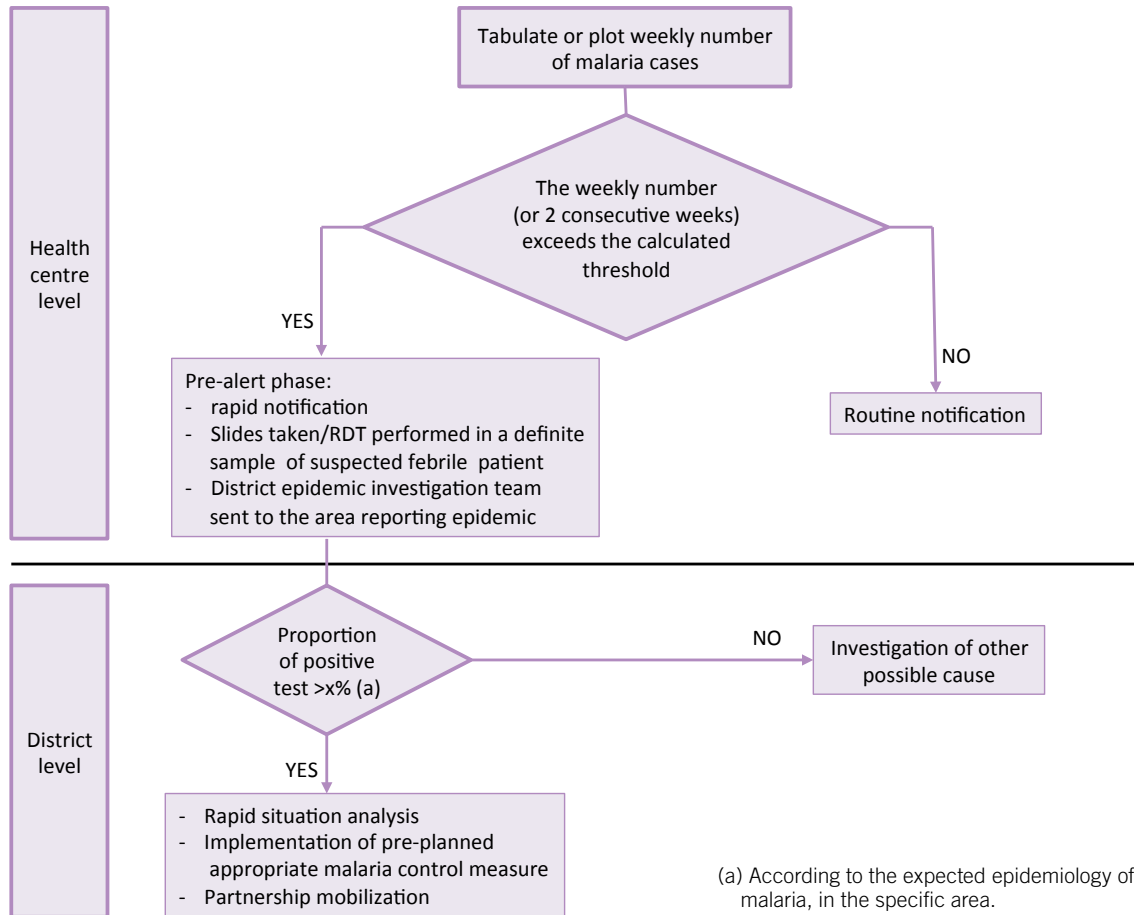 Tabulate or plot weekly number
of malaria cases
Health
centre
level
The weekly number
(or 2 consecutive weeks)
exceeds the calculated
threshold
YES
NO
Pre-alert phase:
- rapid notification
- Slides taken/RDT performed in a definite
sample of suspected febrile patient
- District epidemic investigation team
sent to the area reporting epidemic
Routine notification
District
level
Proportion
of positive
test >x% (a)
NO
Investigation of other
possible cause
YES
- Rapid situation analysis
- Implementation of pre-planned
appropriate malaria control measure
- Partnership mobilization
(a) According to the expected epidemiology of
malaria, in the specific area.